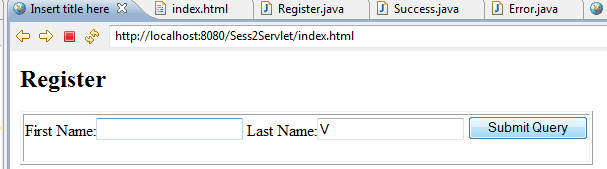 Insert title here index.html Register.java Success.java Error.java
http://localhost:8080/Sess2Servlet/index.html
Register
First Name: Last Name: V Submit Query